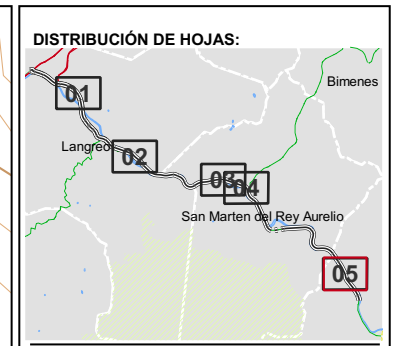 DISTRIBUCIÓN DE HOJAS:
Bimenes
01
Langreo
02
03
04
San Marten del Rey Aurelio
05